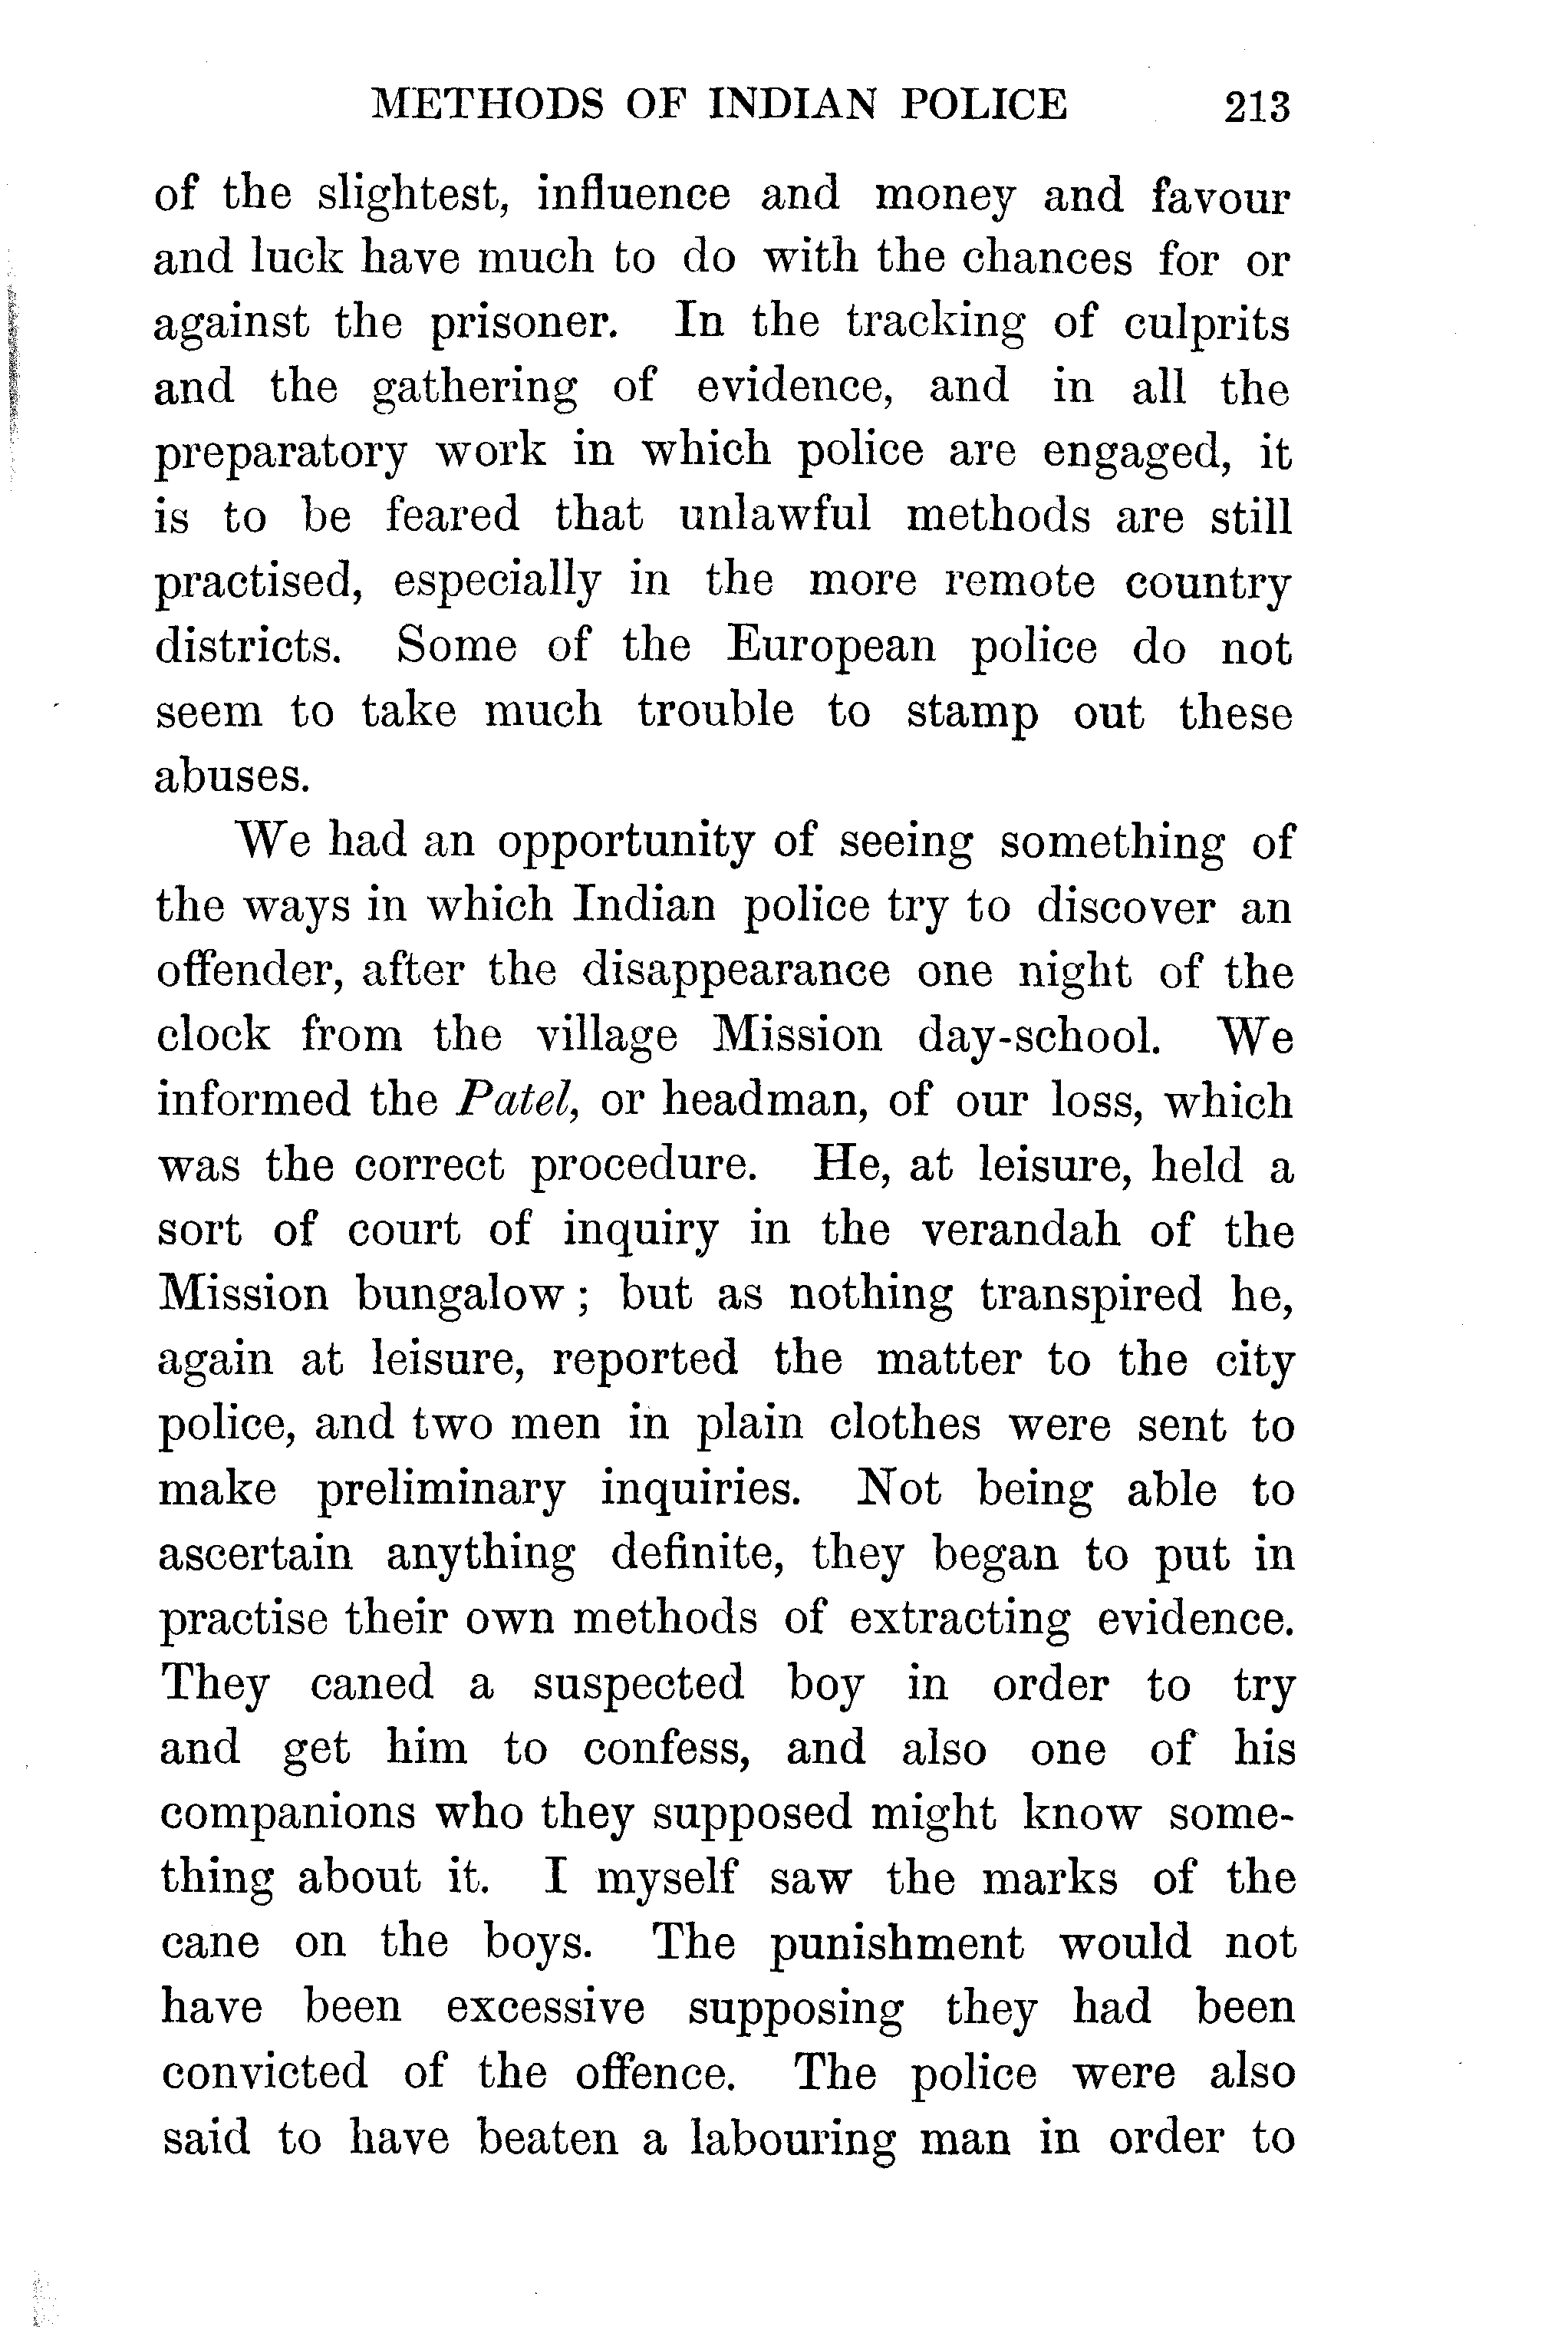 METHODS OF INDIAN POLICE 213
of the slightest, influence and money and favour
and luck have much to do with the chances for or
against the prisoner. In the tracking of culprits
and the gathering of evidence, and in all the
preparatory work in which police are engaged, it
is to be feared that unlawful methods are still
practised, especially in the more remote country
districts. Some of the European police do not
seem to take much trouble to stamp out these
abuses.
We had an opportunity of seeing something of
the ways in which Indian police try to discover an
offender, after the disappearance one night of the
clock from the village Mission day-school. We
informed the Patel, or headman, of our loss, which
was the correct procedure. He, at leisure, held a
sort of court of inquiry in the verandah of the
Mission bungalow ; but as nothing transpired he,
again at leisure, reported the matter to the city
police, and two men in plain clothes were sent to
make preliminary inquiries. Not being able to
ascertain anything definite, they began to put in
practise their own methods of extracting evidence.
They caned a suspected boy in order to try
and get him to confess, and also one of his
companions who they supposed might know some-
thing about it. I myself saw the marks of the
cane on the boys. The punishment would not
have been excessive supposing they had been
convicted of the offence. The police were also
said to have beaten a labouring man in order to